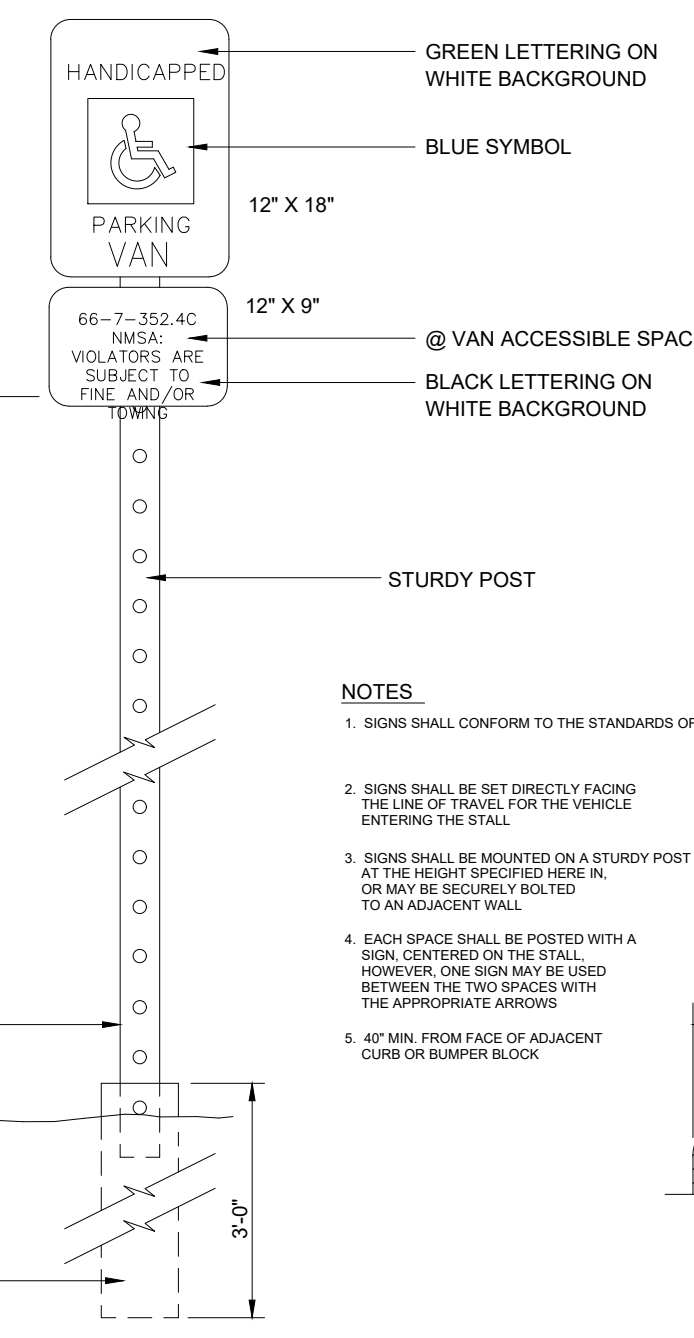 GREEN LETTERING ON
WHITE BACKGROUND
HANDICAPPED
BLUE SYMBOL
12" X 18"
PARKING
VAN
12" X 9"
66-7-352.4C
NMSA:
VIOLATORS ARE
SUBJECT TO
FINE AND/OR
TOWING
@ VAN ACCESSIBLE SPAC
BLACK LETTERING ON
WHITE BACKGROUND
STURDY POST
NOTES
1. SIGNS SHALL CONFORM TO THE STANDARDS OF
2. SIGNS SHALL BE SET DIRECTLY FACING
THE LINE OF TRAVEL FOR THE VEHICLE
ENTERING THE STALL
3. SIGNS SHALL BE MOUNTED ON A STURDY POST
AT THE HEIGHT SPECIFIED HERE IN,
OR MAY BE SECURELY BOLTED
TO AN ADJACENT WALL
4. EACH SPACE SHALL BE POSTED WITH A
SIGN, CENTERED ON THE STALL,
HOWEVER, ONE SIGN MAY BE USED
BETWEEN THE TWO SPACES WITH
THE APPROPRIATE ARROWS
5. 40" MIN. FROM FACE OF ADJACENT
CURB OR BUMPER BLOCK
3'-0"